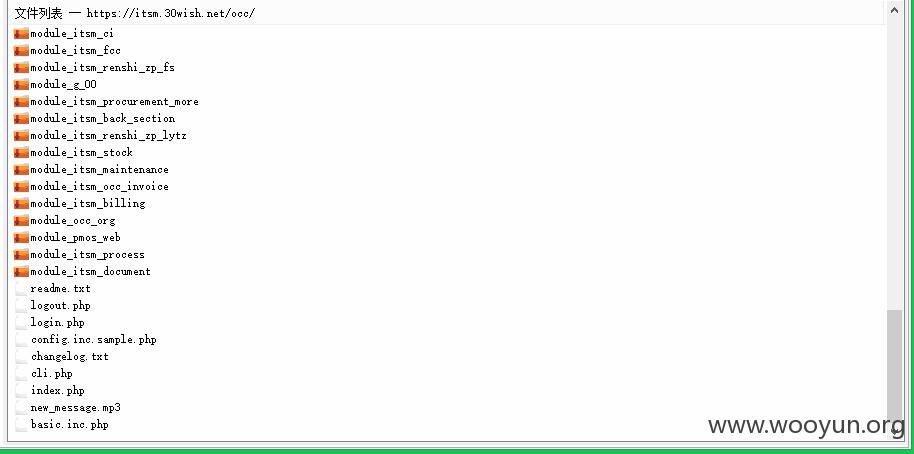 文件列表 — https://itsm.30wish.net/occ/
module_itsm_ci
module_itsm_fcc
module_itsm_renshi_zp_fs
module_g_00
module_itsm_procurement_more
module_itsm_back_section
module_itsm_renshi_zp_lytz
module_itsm_stock
module_itsm_maintenance
module_itsm_occ_invoice
module_itsm_billing
module_occ_org
module_pmos_web
module_itsm_process
module_itsm_document
readme.txt
logout.php
login.php
config.inc.sample.php
changelog.txt
cli.php
index.php
new_message.mp3
basic.inc.php
www.wooyun.org